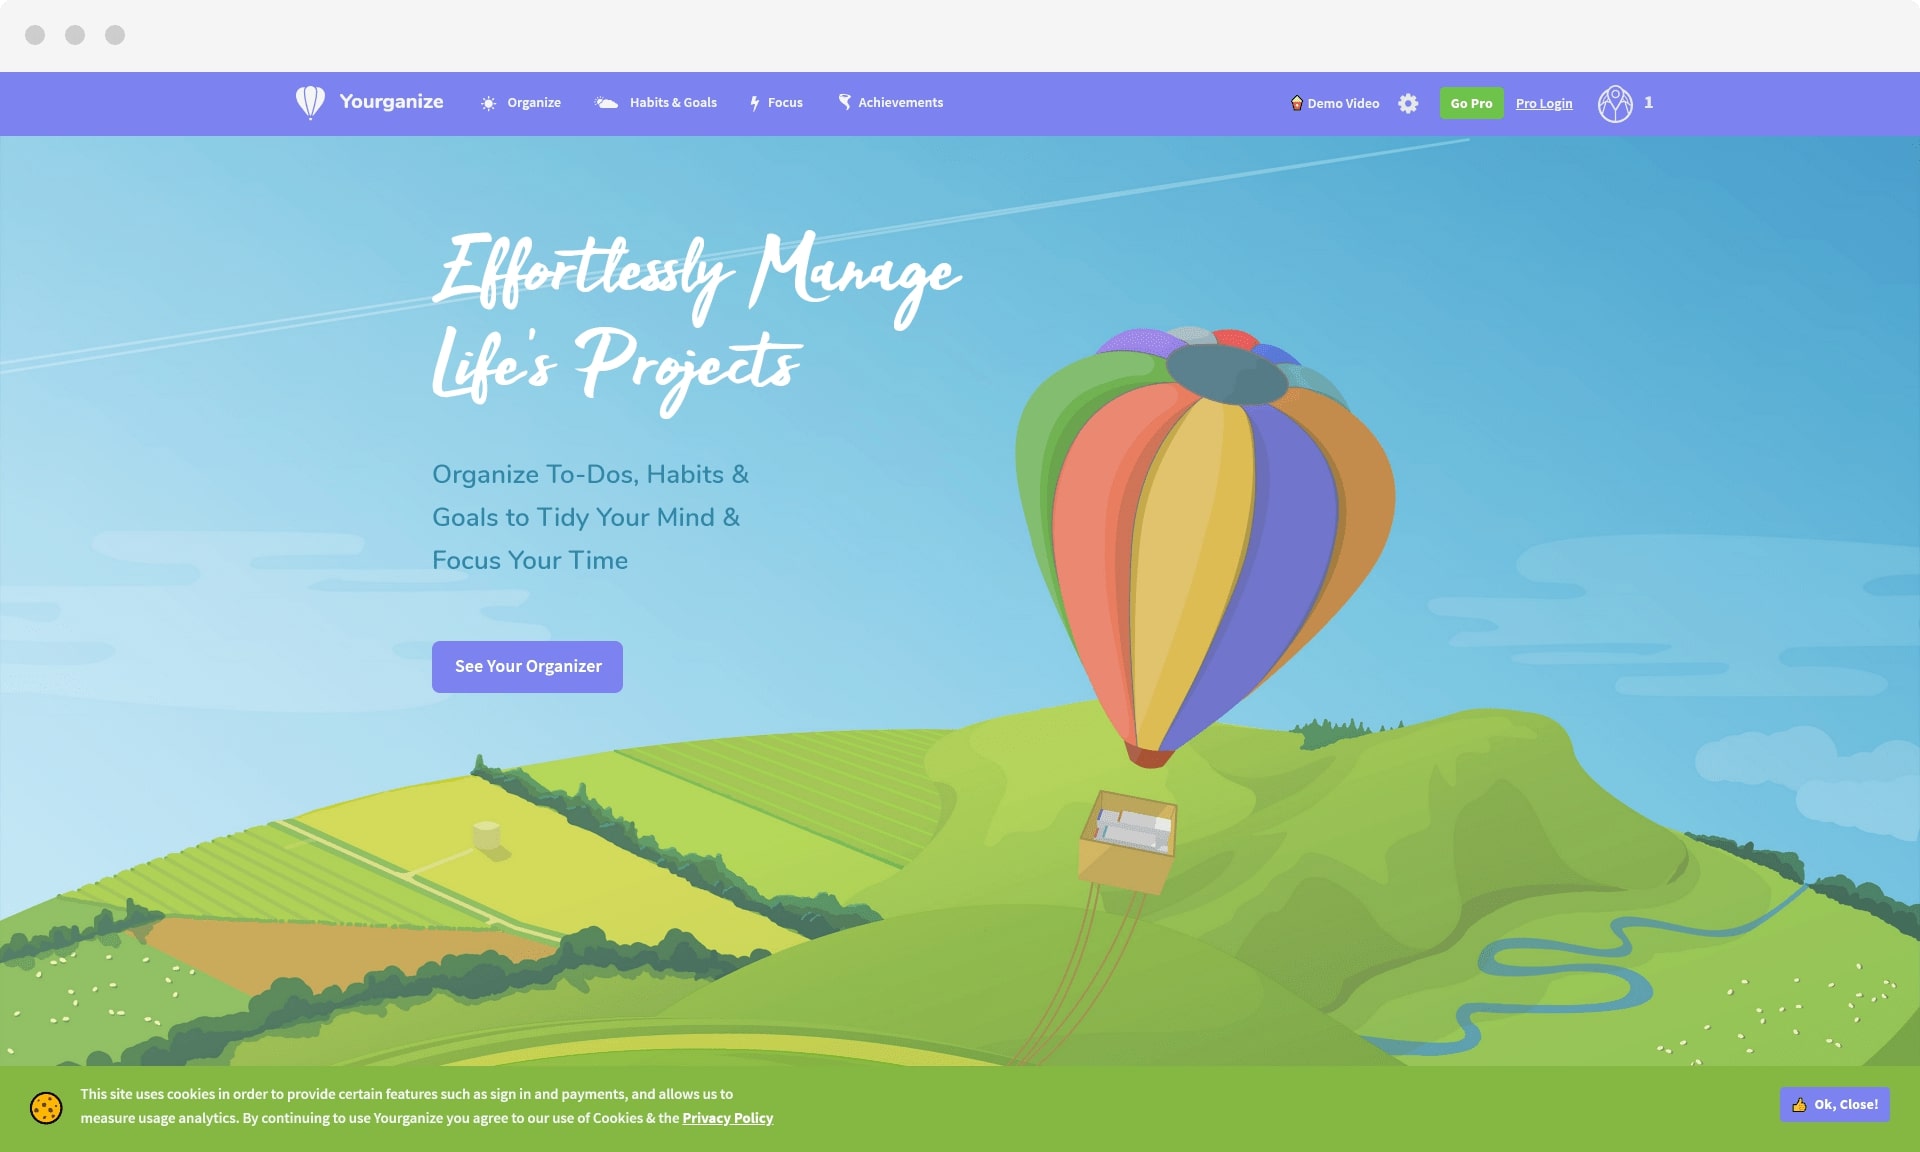 Yourganize
Organize
Habits & Goals
Focus
Achievements
Demo Video
Go Pro
Pro Login
1
Effortlessly Manage
Life's Projects
Organize To-Dos, Habits &
Goals to Tidy Your Mind &
Focus Your Time
See Your Organizer
This site uses cookies in order to provide certain features such as sign in and payments, and allows us to
measure usage analytics. By continuing to use Yourganize you agree to our use of Cookies & the Privacy Policy
Ok, Close!